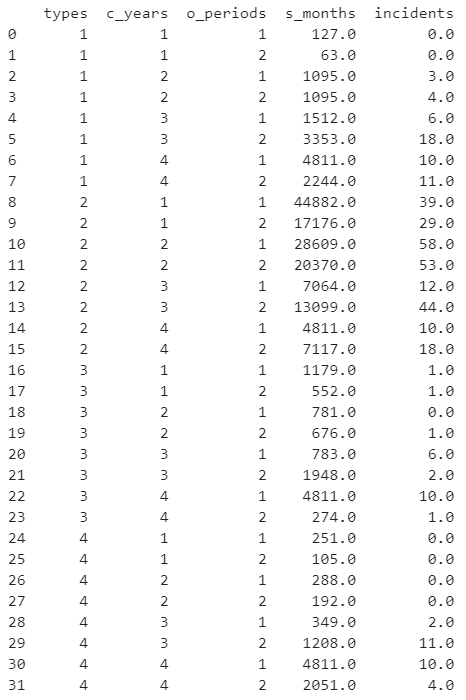 types c_years o_periods s_months incidents
0 1 1 1 127.0 0.0
1 1 1 2 63.0 0.0
2 1 2 1 1095.0 3.0
3 1 2 2 1095.0 4.0
4 1 3 1 1512.0 6.0
5 1 3 2 3353.0 18.0
6 1 4 1 4811.0 10.0
7 1 4 2 2244.0 11.0
8 2 1 1 44882.0 39.0
9 2 1 2 17176.0 29.0
10 2 2 1 28609.0 58.0
11 2 2 2 20370.0 53.0
12 2 3 1 7064.0 12.0
13 2 3 2 13099.0 44.0
14 2 4 1 4811.0 10.0
15 2 4 2 7117.0 18.0
16 3 1 1 1179.0 1.0
17 3 1 2 552.0 1.0
18 3 2 1 781.0 0.0
19 3 2 2 676.0 1.0
20 3 3 1 783.0 6.0
21 3 3 2 1948.0 2.0
22 3 4 1 4811.0 10.0
23 3 4 2 274.0 1.0
24 4 1 1 251.0 0.0
25 4 1 2 105.0 0.0
26 4 2 1 288.0 0.0
27 4 2 2 192.0 0.0
28 4 3 1 349.0 2.0
29 4 3 2 1208.0 11.0
30 4 4 1 4811.0 10.0
31 4 4 2 2051.0 4.0